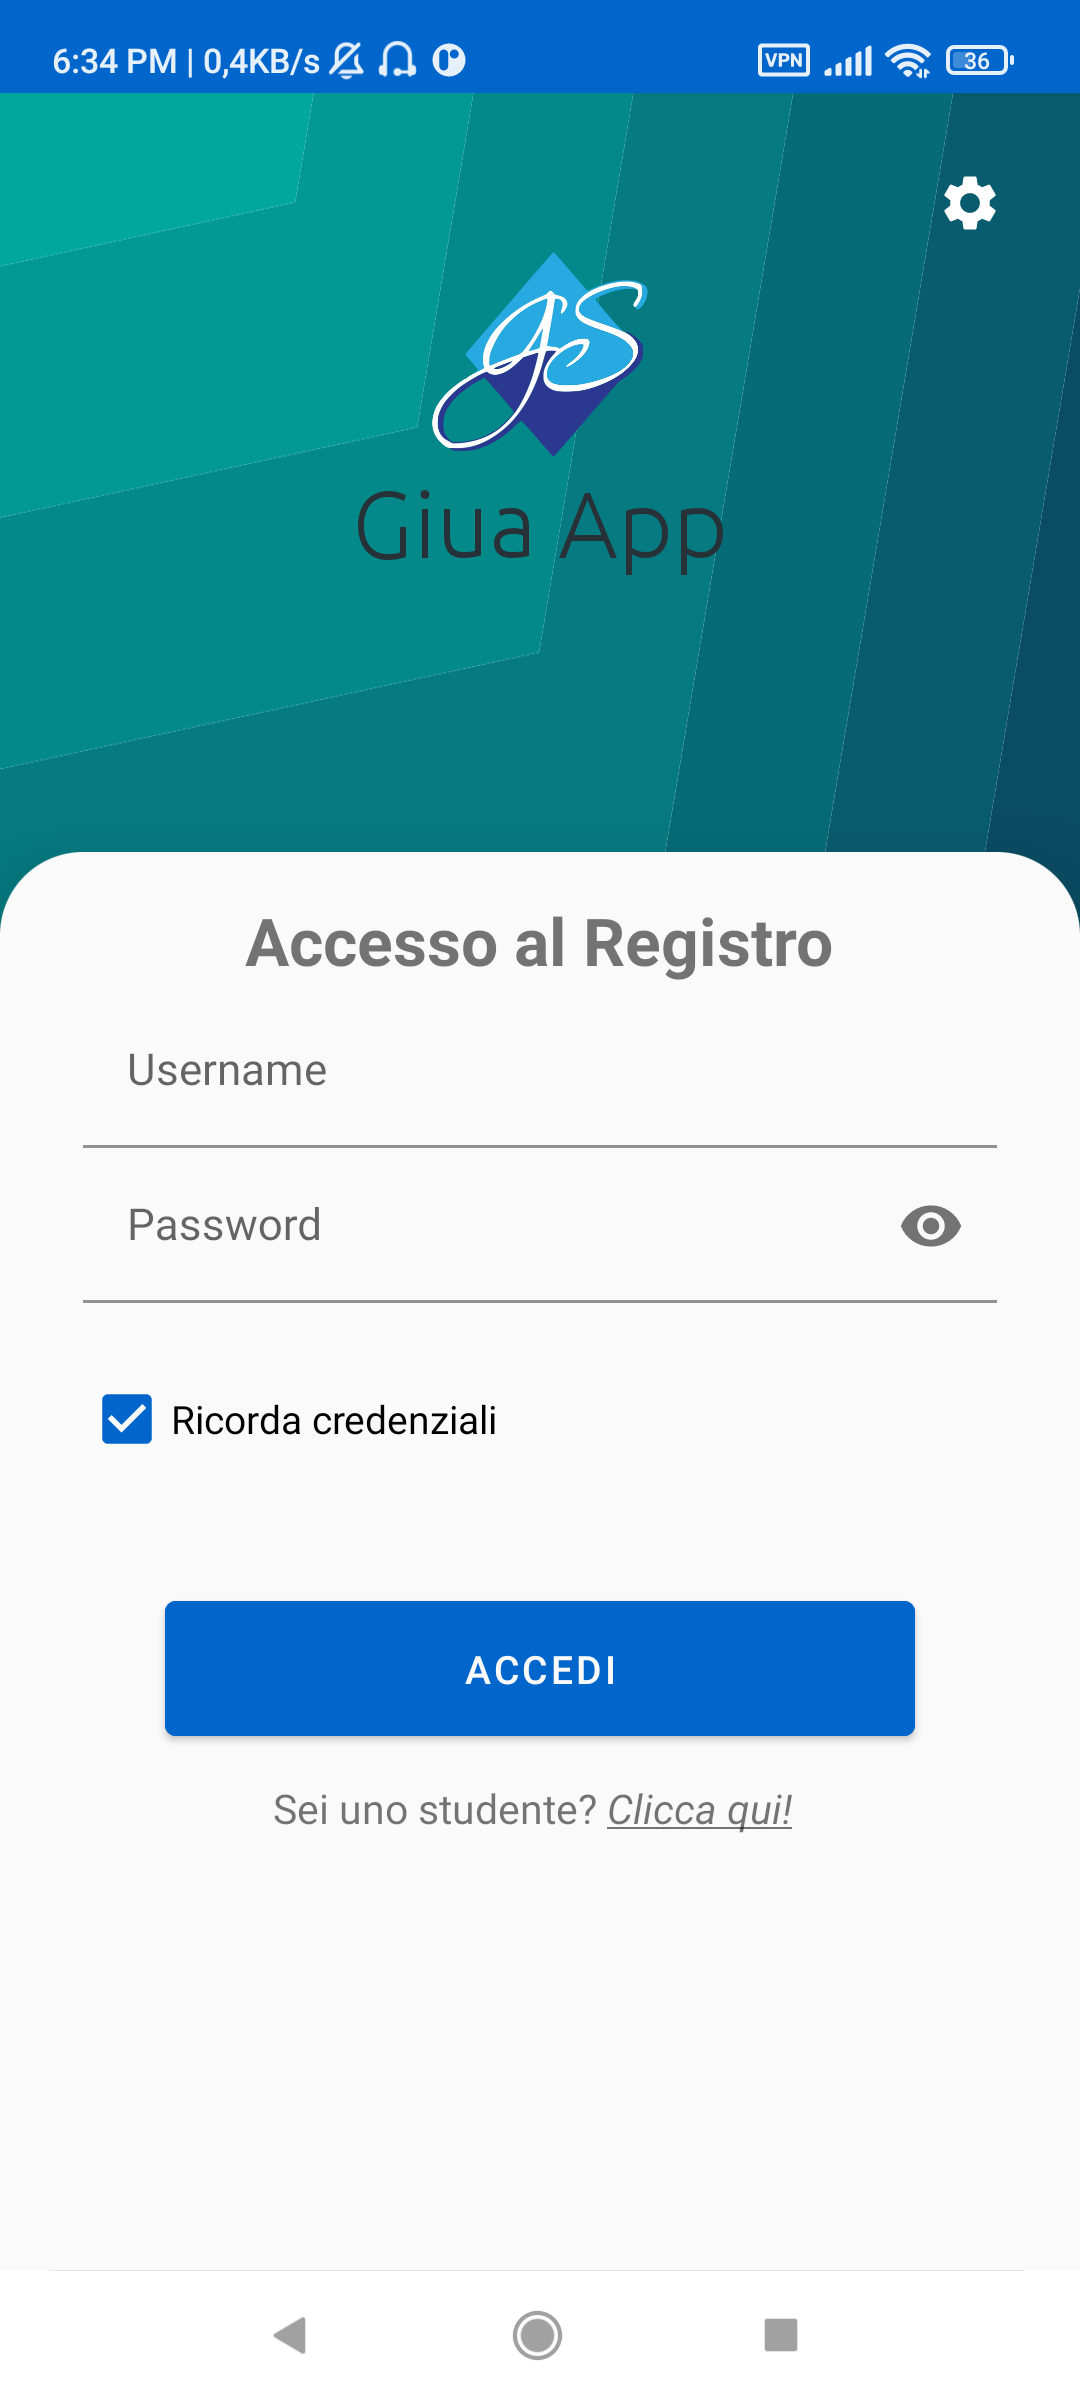 6:34 PM | 0,4KB/s VPN 36
gs
Giua App
Accesso al Registro
Username
Password
Ricorda credenziali
ACCEDI
Sei uno studente? Clicca qui!